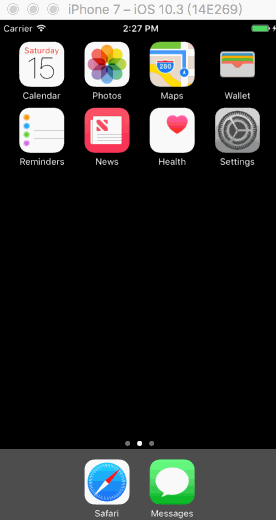 iPhone 7 – iOS 10.3 (14E269)
Carrier 2:27 PM
Saturday
15
280
Calendar Photos Maps Wallet
Reminders News Health Settings
Safari Messages